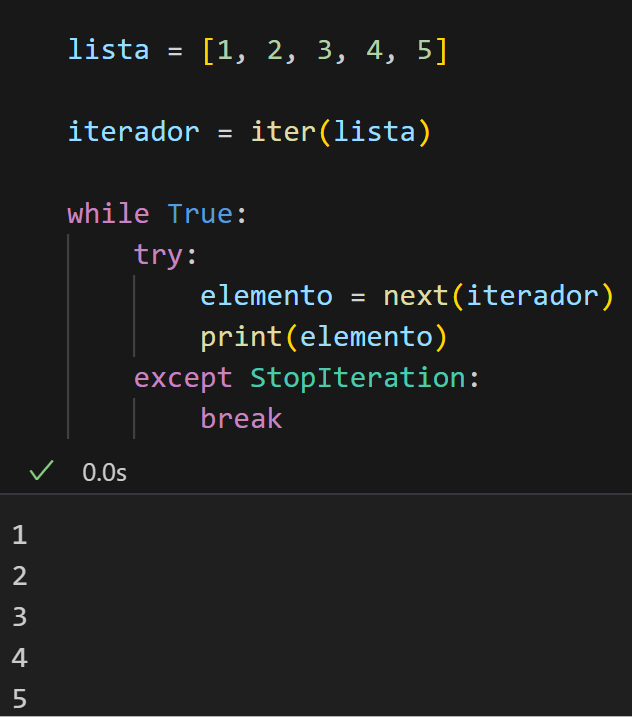 lista = [1, 2, 3, 4, 5]
iterador = iter(lista)
while True:
    try:
        elemento = next(iterador)
        print(elemento)
    except StopIteration:
        break
0.0s
1
2
3
4
5